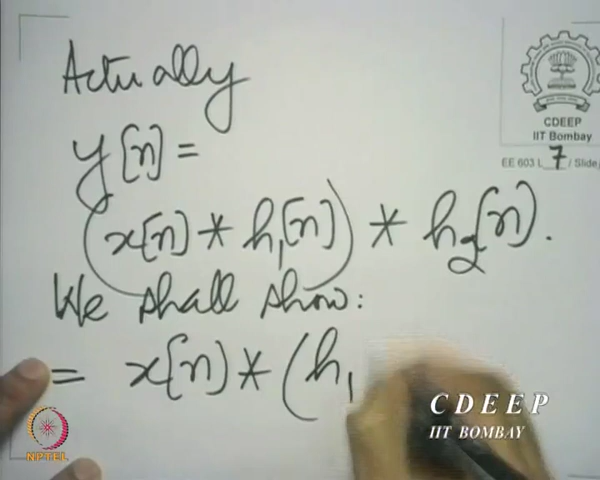 Actually
y[n] =
(x[n] * h₁[n]) * h₂[n].
We shall show:
= x[n] * (h₁
CDEEP
IIT Bombay
EE 603 L 7 / Slide
CDEEP
IIT BOMBAY
NPTEL